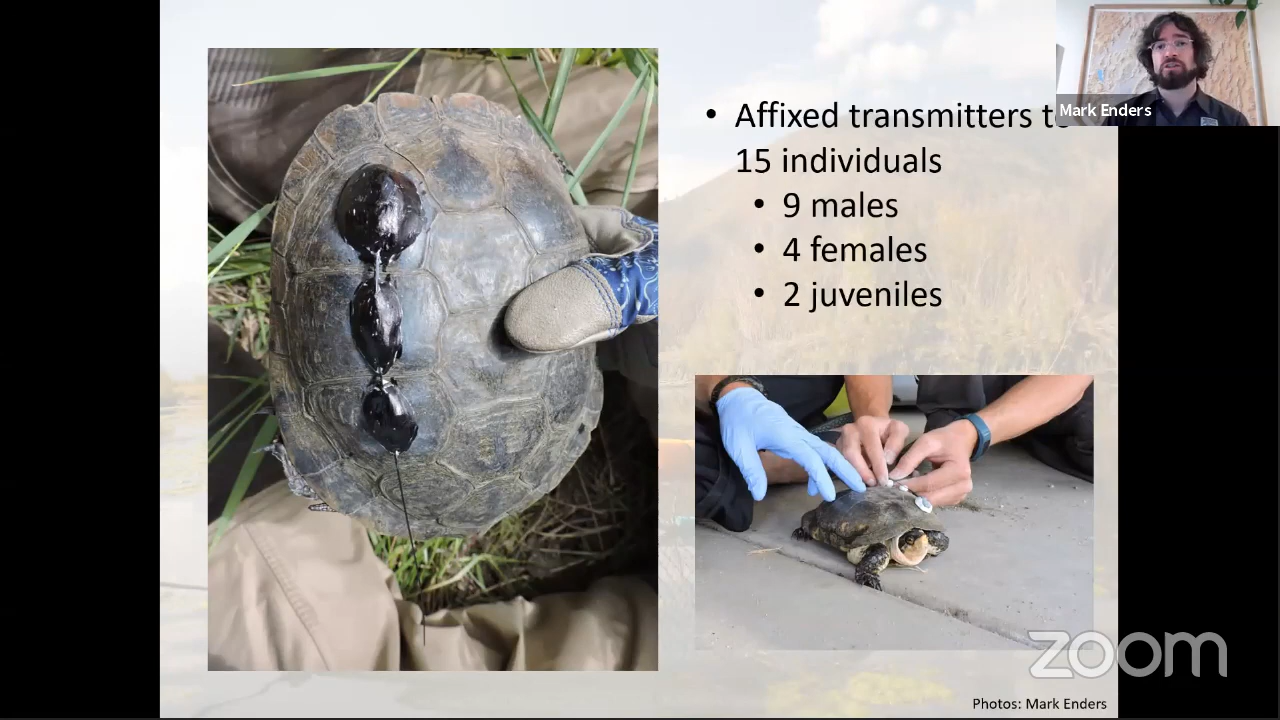 Mark Enders
• Affixed transmitters to
15 individuals
• 9 males
• 4 females
• 2 juveniles
zoom
Photos: Mark Enders